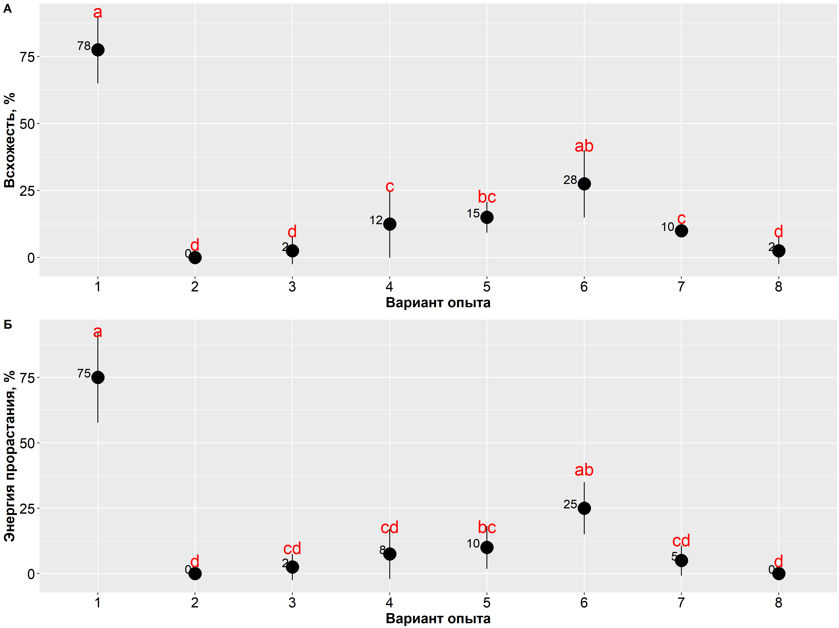 А
Всхожесть, %
75
50
25
0
a
d
d
c
bc
ab
c
d
78
0
2
12
15
28
10
2
1 2 3 4 5 6 7 8
Вариант опыта
Б
Энергия прорастания, %
75
50
25
0
a
d
cd
cd
bc
ab
cd
d
75
0
2
8
10
25
5
0
1 2 3 4 5 6 7 8
Вариант опыта